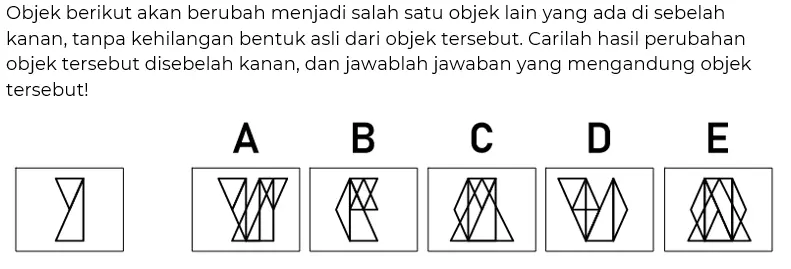 Objek berikut akan berubah menjadi salah satu objek lain yang ada di sebelah
kanan, tanpa kehilangan bentuk asli dari objek tersebut. Carilah hasil perubahan
objek tersebut disebelah kanan, dan jawablah jawaban yang mengandung objek
tersebut!
A B C D E